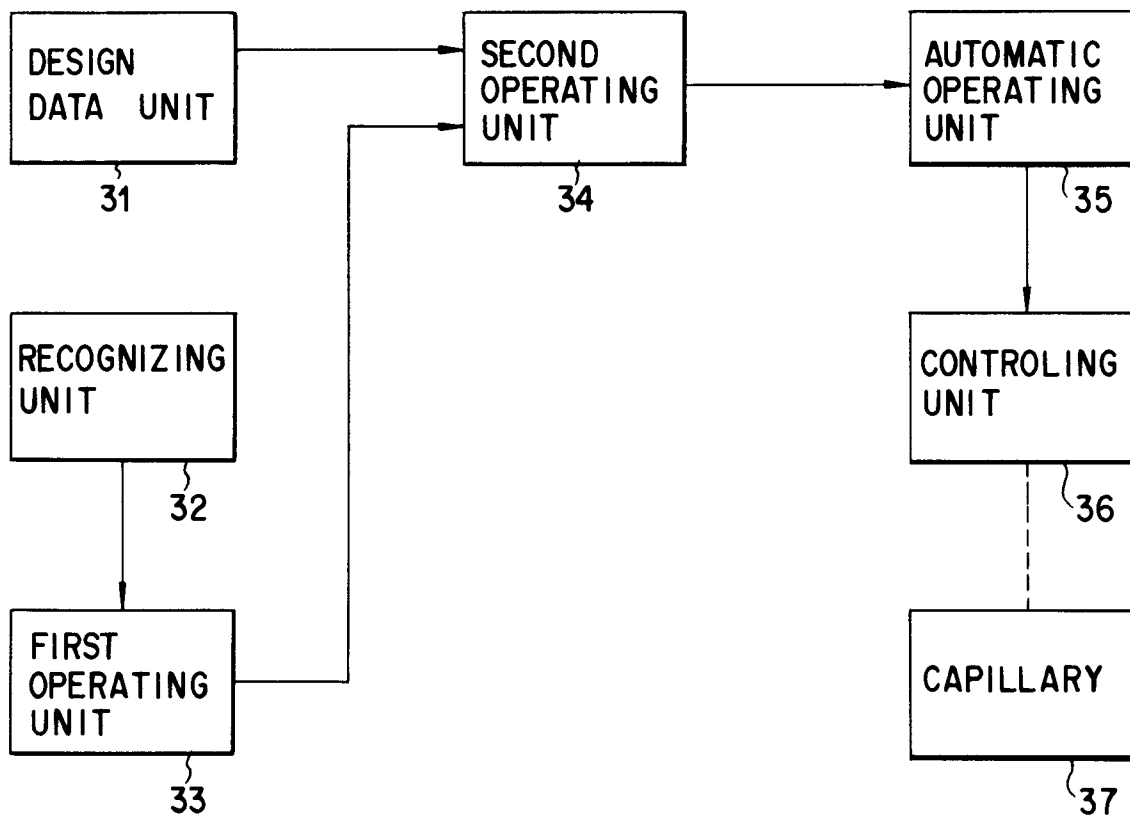 DESIGN
DATA UNIT
31
SECOND
OPERATING
UNIT
34
AUTOMATIC
OPERATING
UNIT
35
RECOGNIZING
UNIT
32
CONTROLING
UNIT
36
FIRST
OPERATING
UNIT
33
CAPILLARY
37